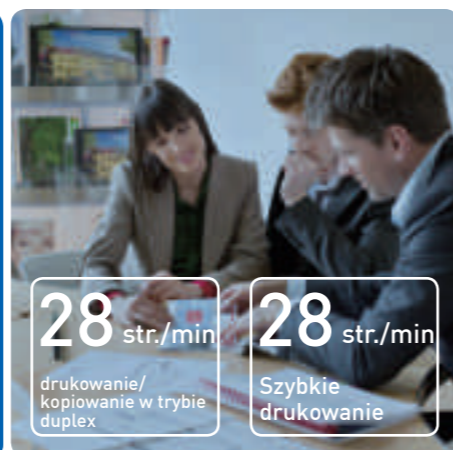 28 str./min
drukowanie/
kopiowanie w trybie
duplex
28 str./min
Szybkie
drukowanie